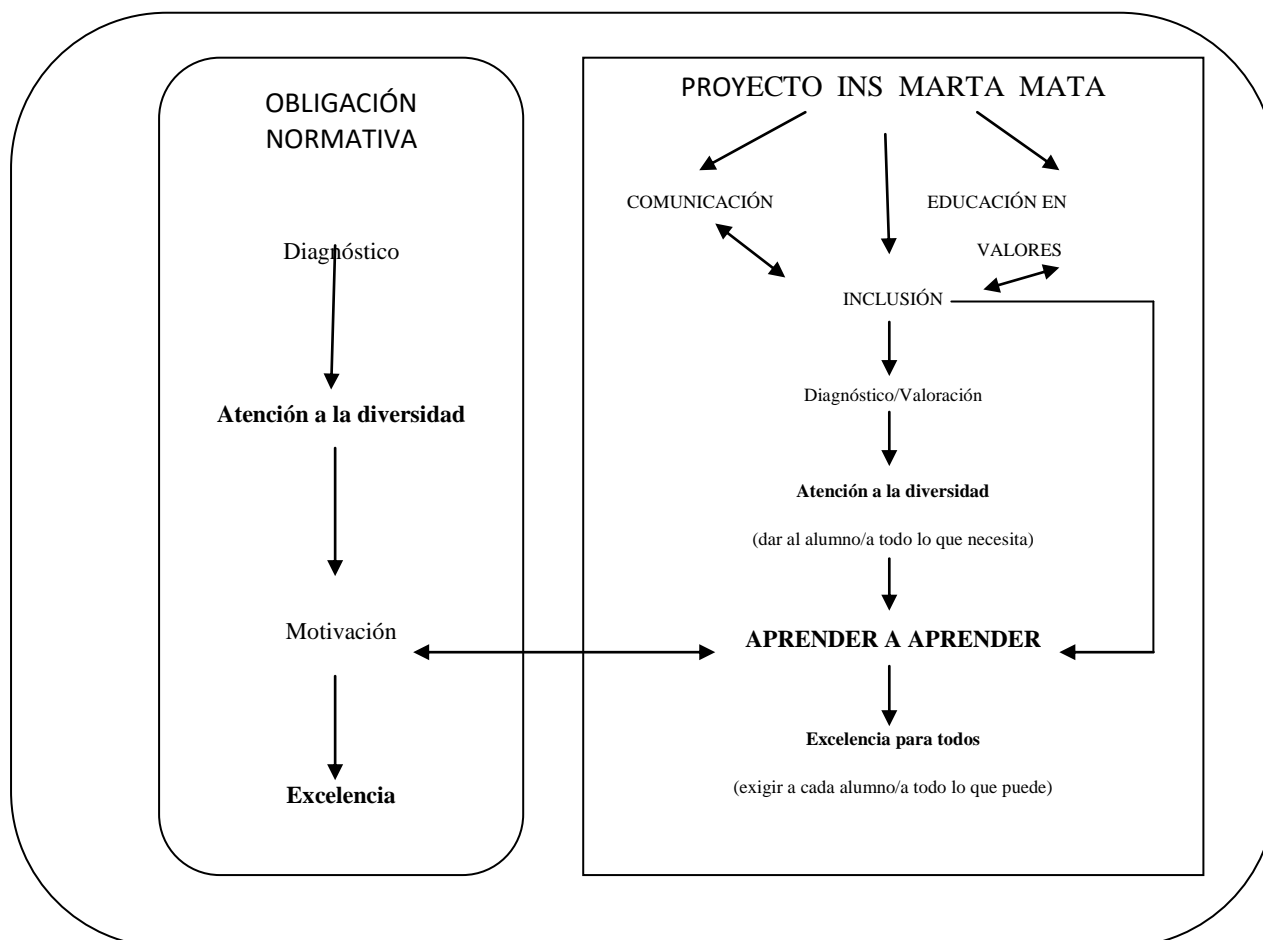 OBLIGACIÓN
NORMATIVA
Diagnóstico
Atención a la diversidad
Motivación
Excelencia
PROYECTO INS MARTA MATA
COMUNICACIÓN
EDUCACIÓN EN
VALORES
INCLUSIÓN
Diagnóstico/Valoración
Atención a la diversidad
(dar al alumno/a todo lo que necesita)
APRENDER A APRENDER
Excelencia para todos
(exigir a cada alumno/a todo lo que puede)